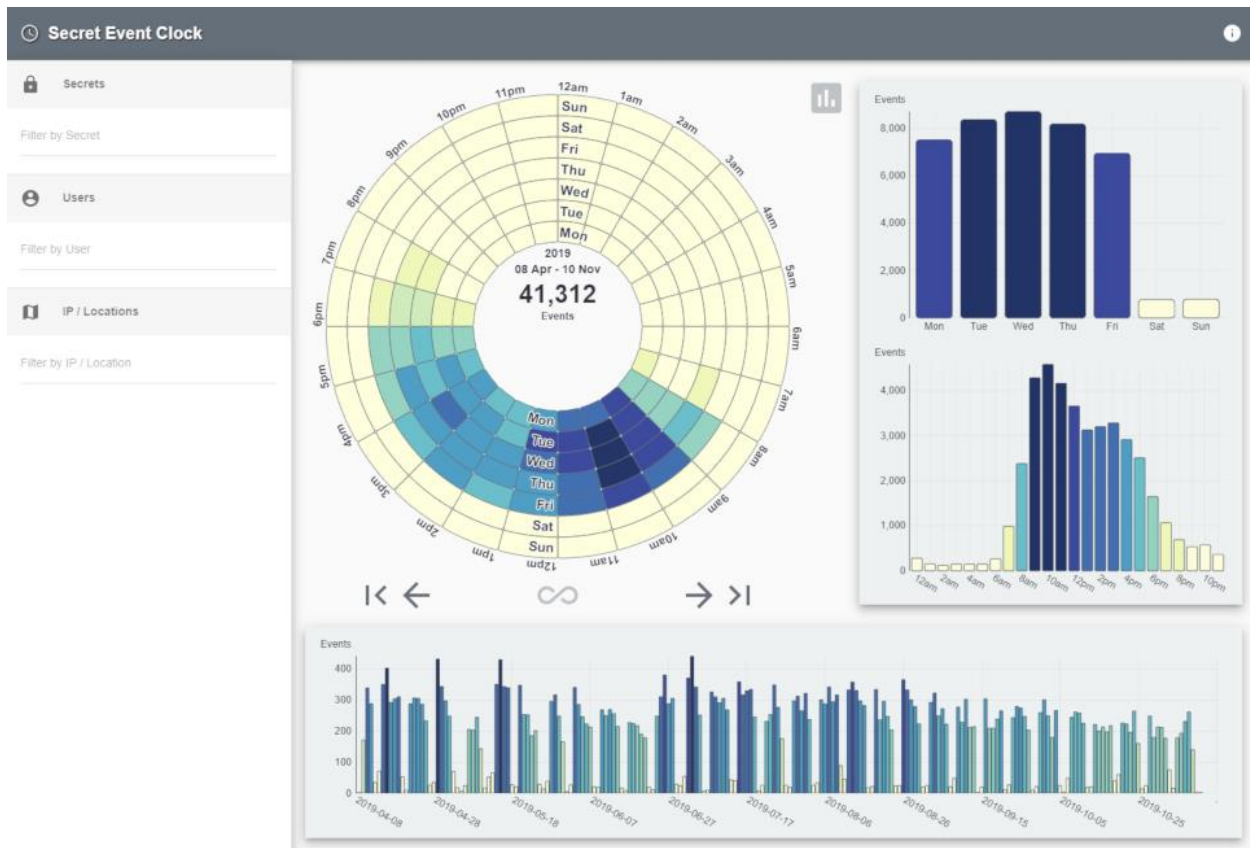 Secret Event Clock
Secrets
Filter by Secret
Users
Filter by User
IP / Locations
Filter by IP / Location
12am
1am
2am
3am
4am
5am
6am
7am
8am
9am
10am
11am
12pm
1pm
2pm
3pm
4pm
5pm
6pm
7pm
8pm
9pm
10pm
11pm
Sun
Sat
Fri
Thu
Wed
Tue
Mon
2019
08 Apr - 10 Nov
41,312
Events
Mon
Tue
Wed
Thu
Fri
Sat
Sun
Events
8,000
6,000
4,000
2,000
0
Mon Tue Wed Thu Fri Sat Sun
Events
4,000
3,000
2,000
1,000
0
12am 2am 4am 6am 8am 10am 12pm 2pm 4pm 6pm 8pm 10pm
Events
400
300
200
100
0
2019-04-08 2019-04-28 2019-05-18 2019-06-07 2019-06-27 2019-07-17 2019-08-06 2019-08-26 2019-09-15 2019-10-05 2019-10-25